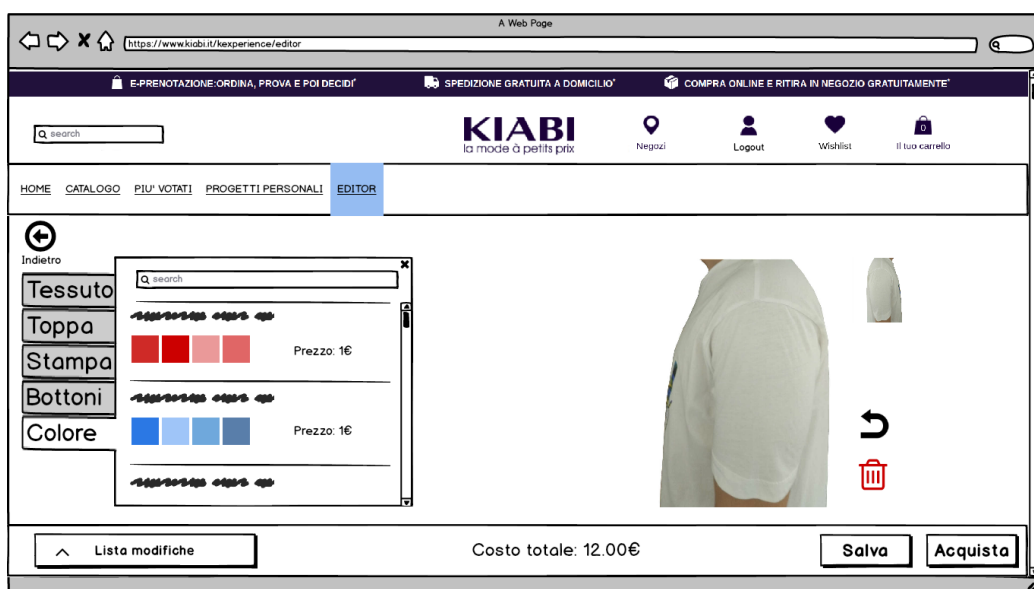 A Web Page
https://www.kiabi.it/kexperience/editor
E-PRENOTAZIONE:ORDINA, PROVA E POI DECIDI*
SPEDIZIONE GRATUITA A DOMICILIO*
COMPRA ONLINE E RITIRA IN NEGOZIO GRATUITAMENTE*
search
KIABI
la mode à petits prix
Negozi
Logout
Wishlist
0
Il tuo carrello
HOME CATALOGO PIU' VOTATI PROGETTI PERSONALI EDITOR
Indietro
Tessuto
Toppa
Stampa
Bottoni
Colore
search
Prezzo: 1€
Prezzo: 1€
Lista modifiche
Costo totale: 12.00€
Salva
Acquista